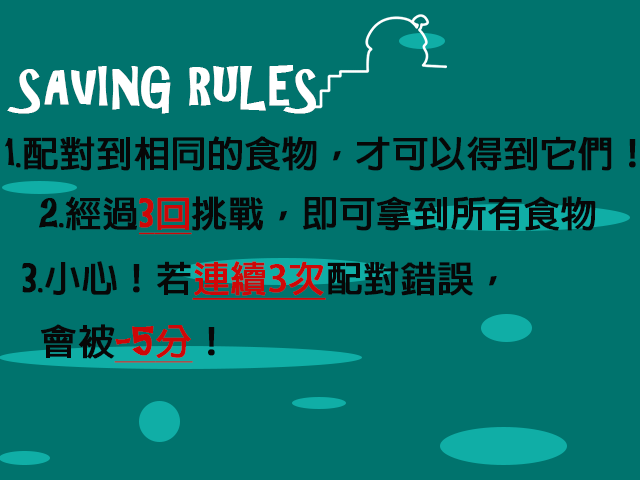 SAVING RULES
1.配對到相同的食物，才可以得到它們！
2.經過3回挑戰，即可拿到所有食物
3.小心！若連續3次配對錯誤，
會被-5分！